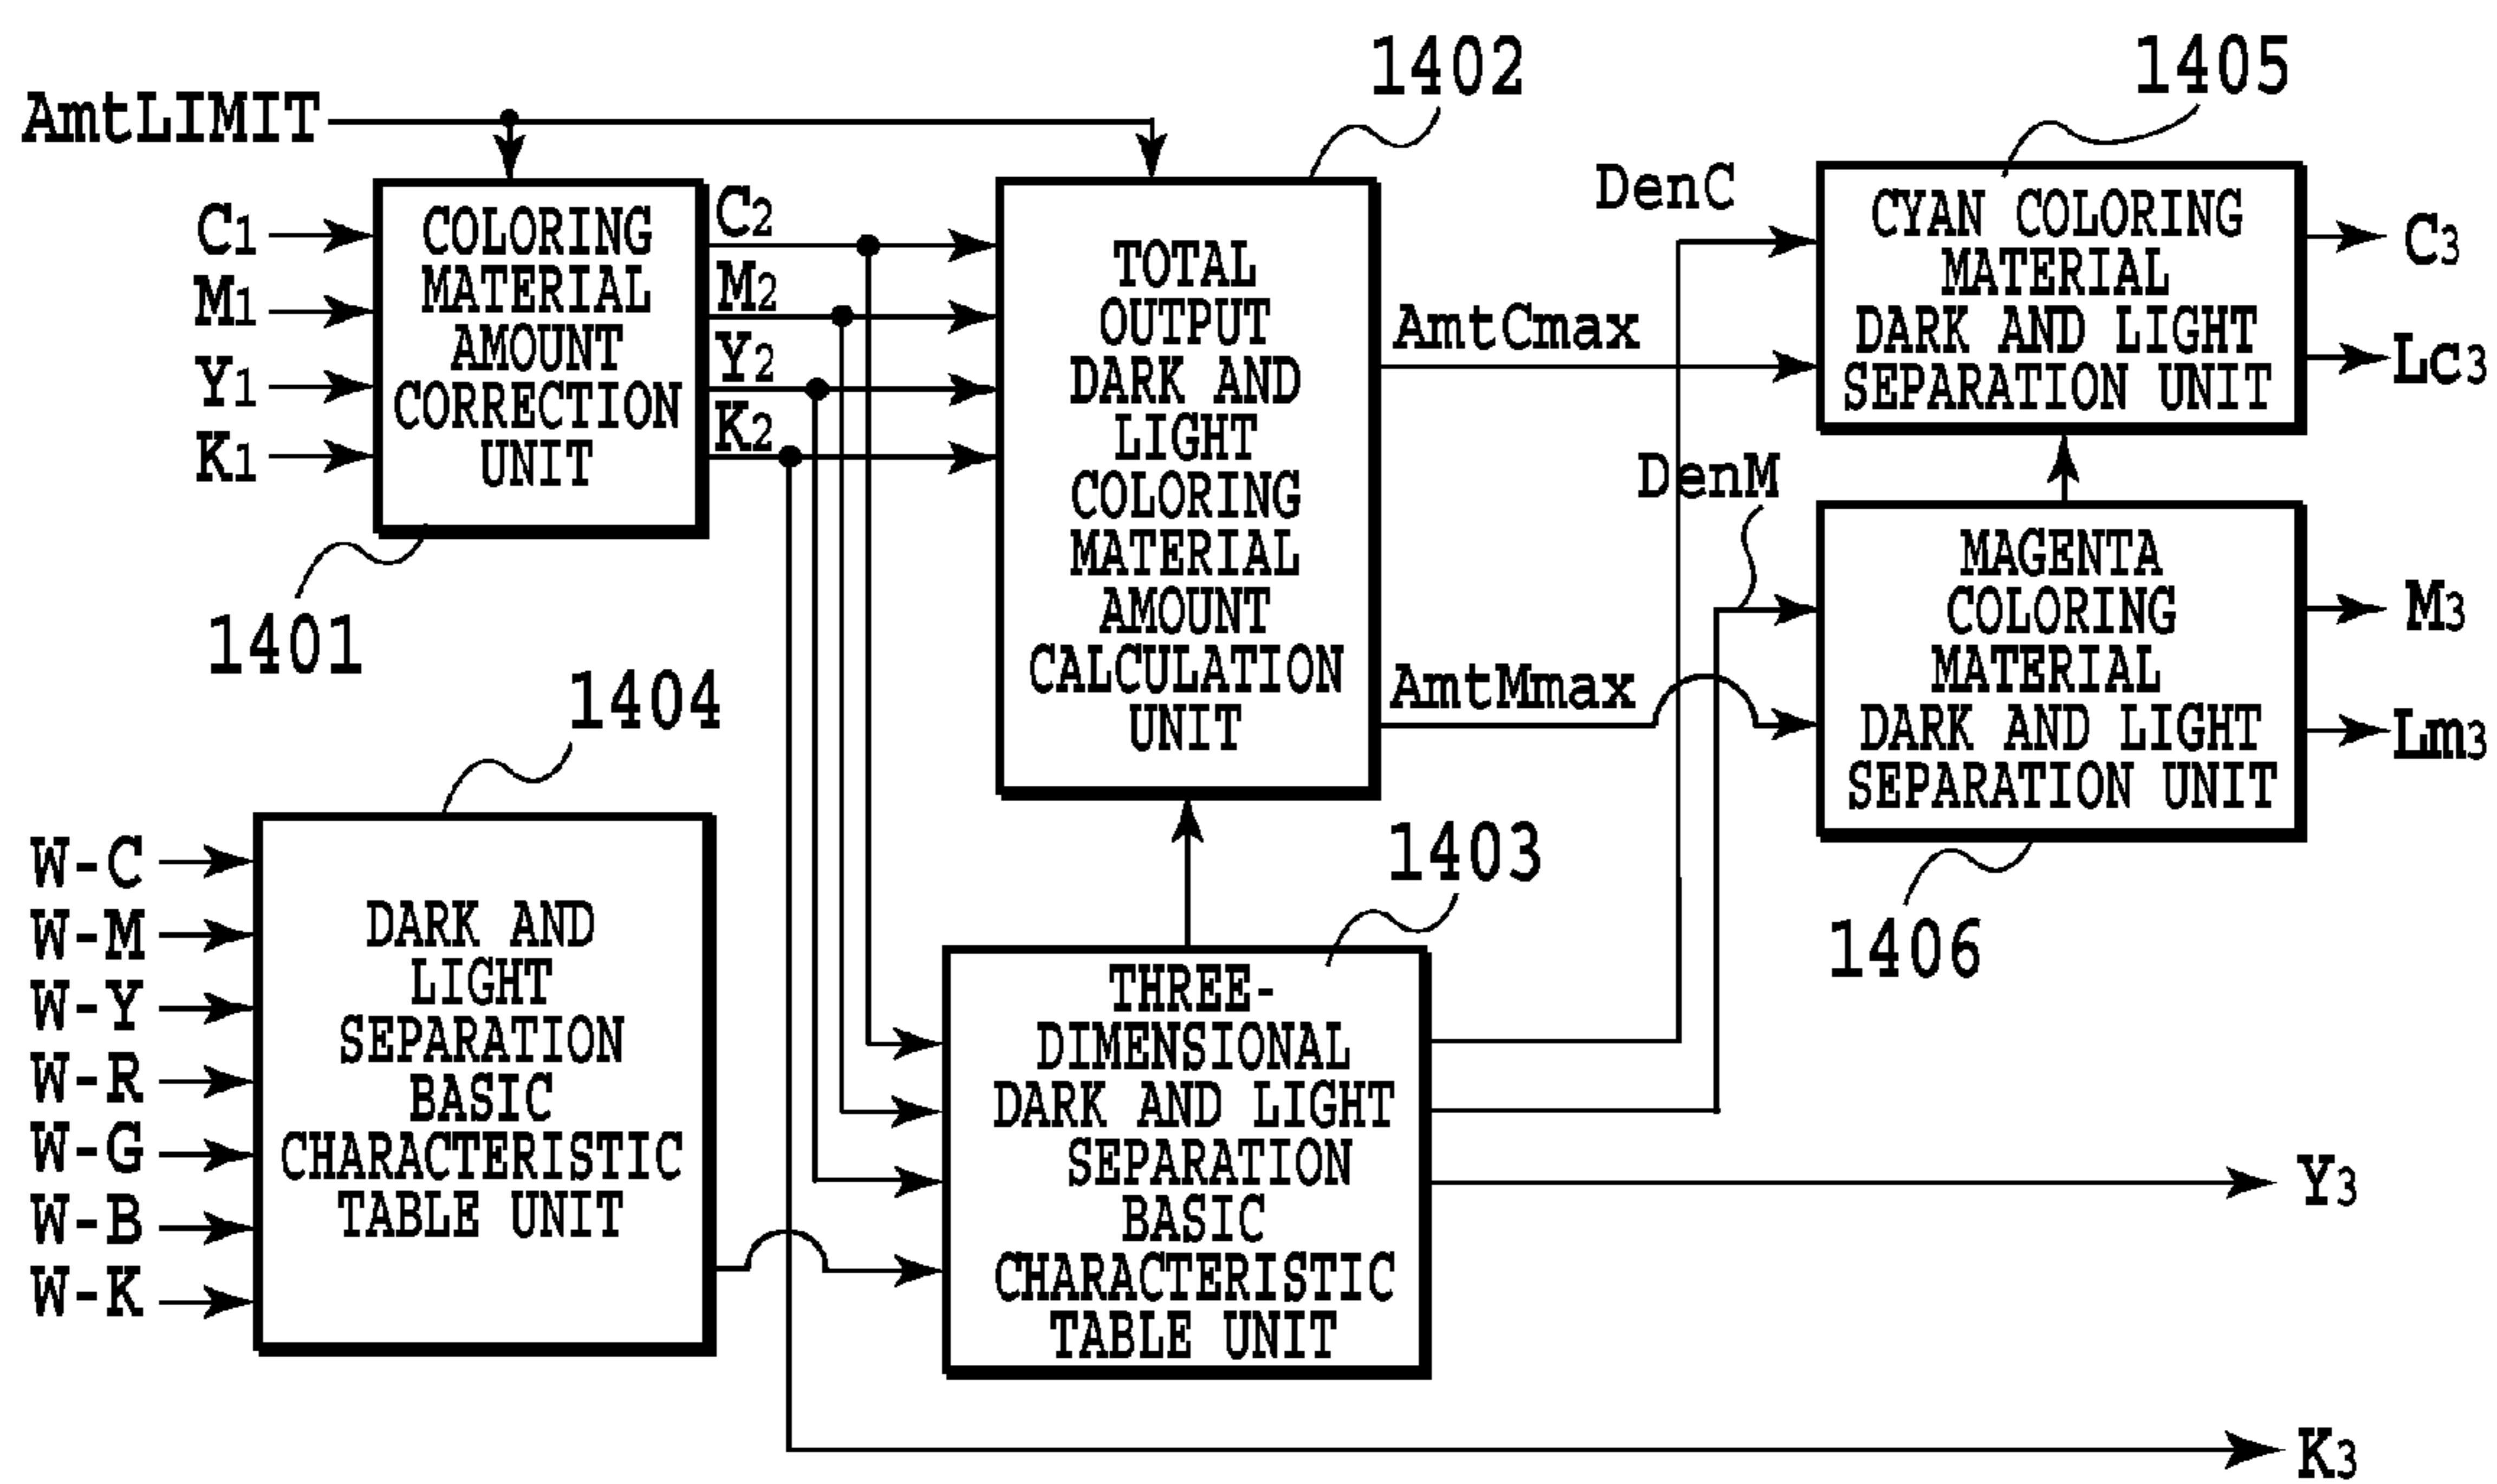 AmtLIMIT
C1
M1
Y1
K1
COLORING
MATERIAL
AMOUNT
CORRECTION
UNIT
1401
C2
M2
Y2
K2
1402
TOTAL
OUTPUT
DARK AND
LIGHT
COLORING
MATERIAL
AMOUNT
CALCULATION
UNIT
AmtCmax
AmtMmax
DenC
DenM
1405
CYAN COLORING
MATERIAL
DARK AND LIGHT
SEPARATION UNIT
C3
Lc3
MAGENTA
COLORING
MATERIAL
DARK AND LIGHT
SEPARATION UNIT
1406
M3
Lm3
1404
W-C
W-M
W-Y
W-R
W-G
W-B
W-K
DARK AND
LIGHT
SEPARATION
BASIC
CHARACTERISTIC
TABLE UNIT
1403
THREE-
DIMENSIONAL
DARK AND LIGHT
SEPARATION
BASIC
CHARACTERISTIC
TABLE UNIT
Y3
K3